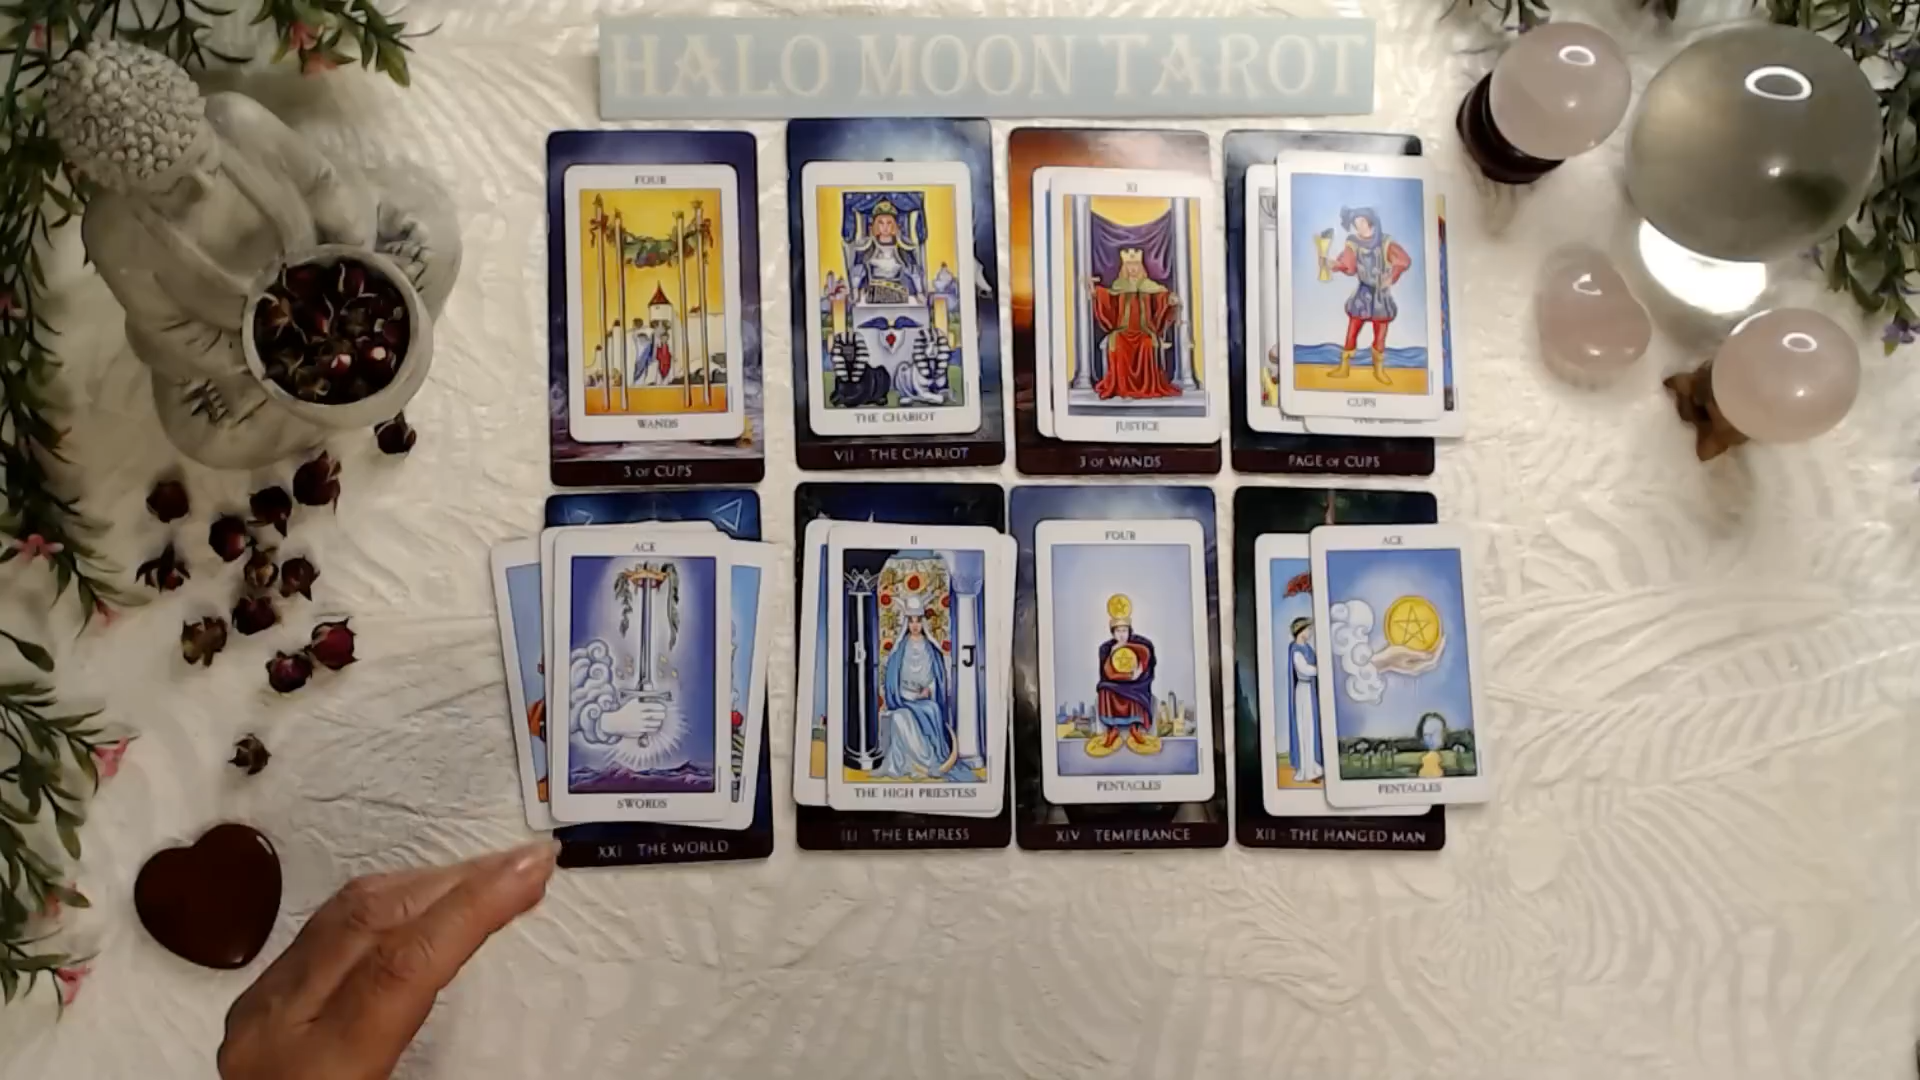 HALO MOON TAROT
FOUR
WANDS
3 OF CUPS
VII
THE CHARIOT
VII · THE CHARIOT
XI
JUSTICE
3 OF WANDS
PAGE
CUPS
PAGE OF CUPS
ACE
SWORDS
XXI · THE WORLD
II
B
J
THE HIGH PRIESTESS
III · THE EMPRESS
FOUR
PENTACLES
XIV · TEMPERANCE
ACE
PENTACLES
XII · THE HANGED MAN